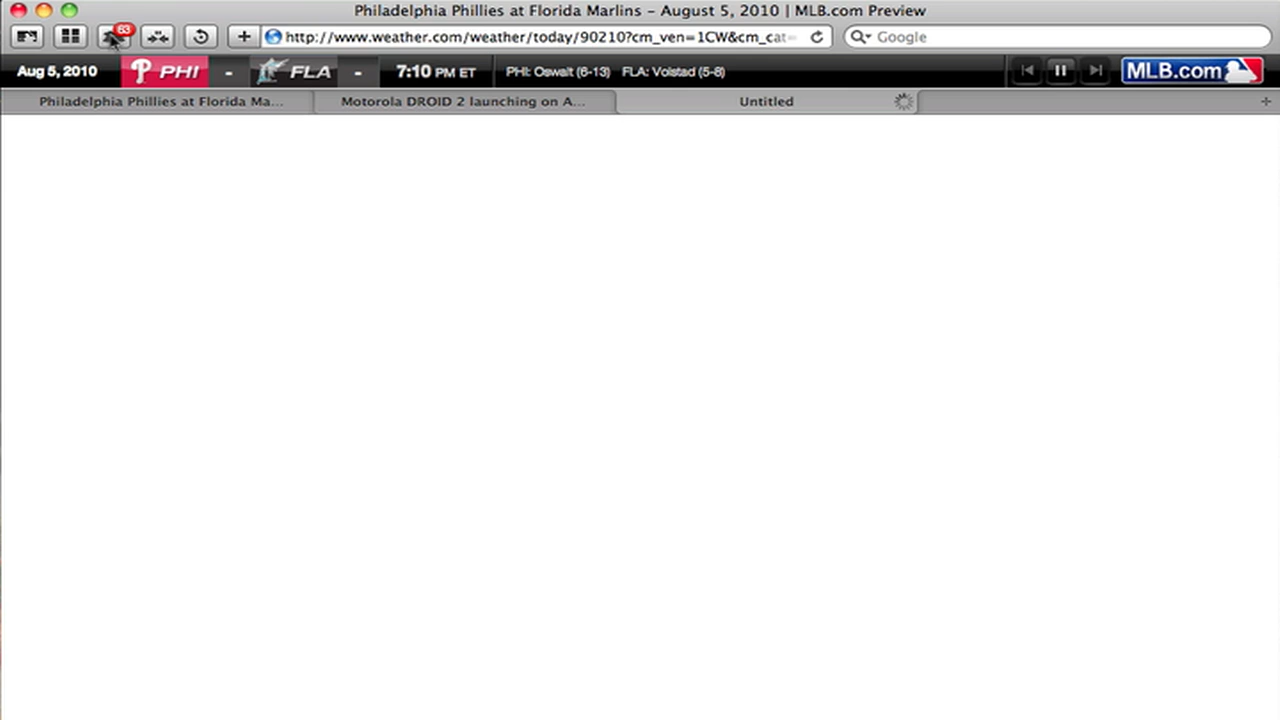 Philadelphia Phillies at Florida Marlins – August 5, 2010 | MLB.com Preview
63
http://www.weather.com/weather/today/90210?cm_ven=1CW&cm_cat=
Google
Aug 5, 2010 PHI - FLA - 7:10 PM ET PHI: Oswalt (6-13) FLA: Volstad (5-8) MLB.com
Philadelphia Phillies at Florida Ma... Motorola DROID 2 launching on A... Untitled